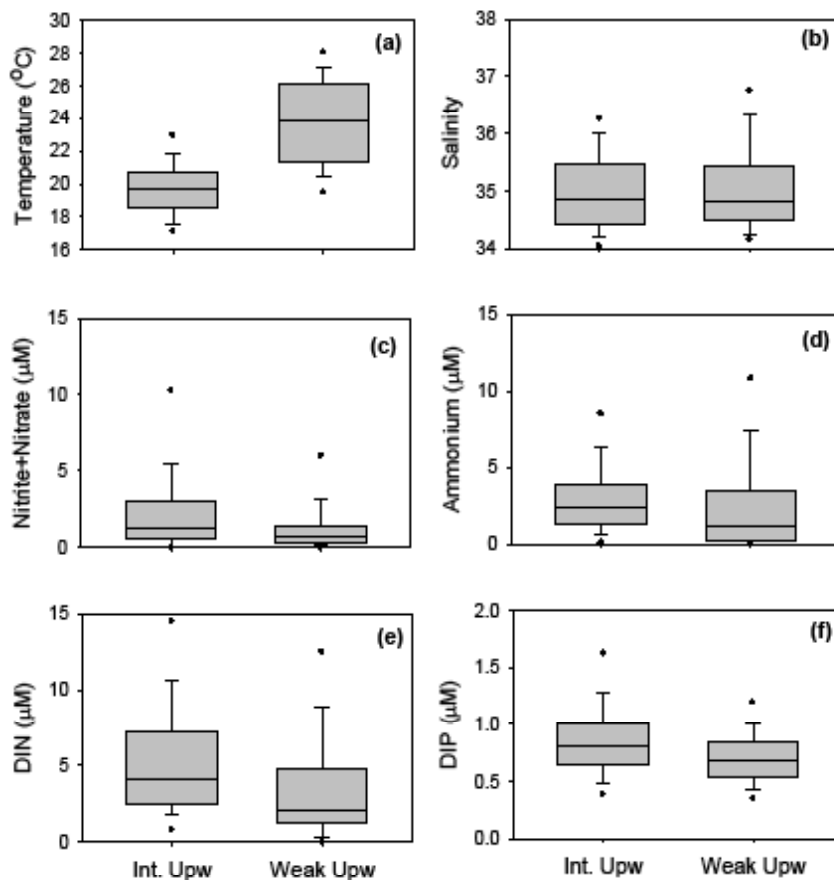 30
28
26
24
22
20
18
16
Temperature (°C)
(a)
38
37
36
35
34
Salinity
(b)
15
10
5
0
Nitrite+Nitrate (µM)
(c)
15
10
5
0
Ammonium (µM)
(d)
15
10
5
0
DIN (µM)
(e)
Int. Upw Weak Upw
2.0
1.5
1.0
0.5
0.0
DIP (µM)
(f)
Int. Upw Weak Upw